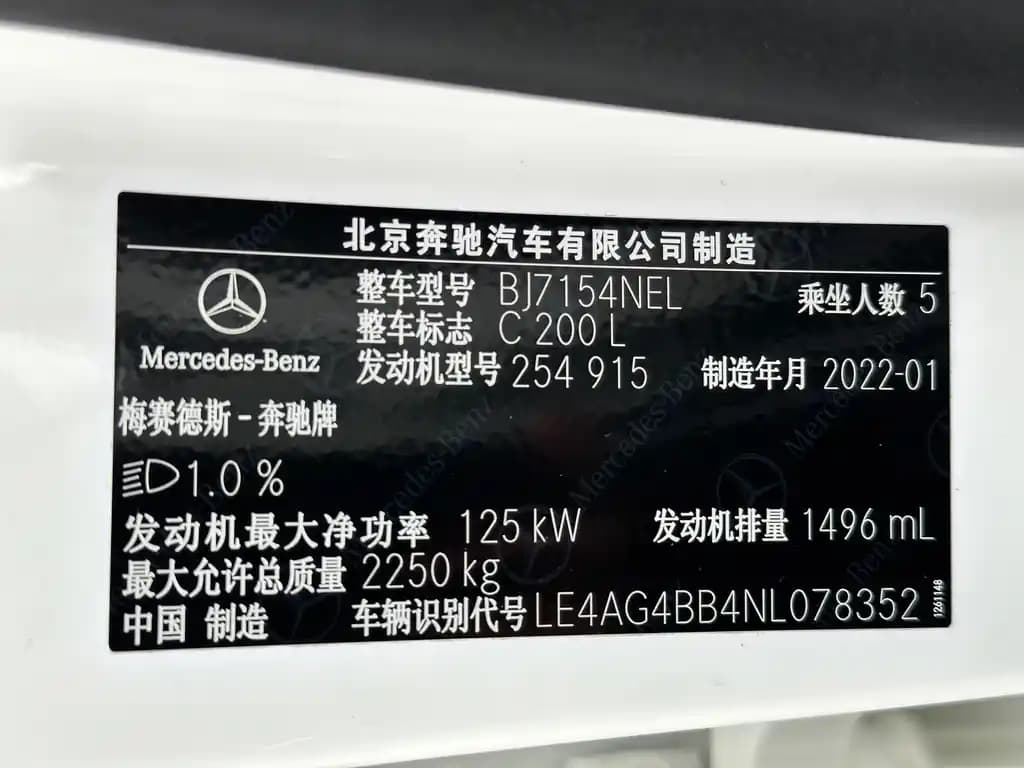 北京奔驰汽车有限公司制造
Mercedes-Benz
整车型号 BJ7154NEL 乘坐人数 5
整车标志 C 200 L
发动机型号 254 915 制造年月 2022-01
梅赛德斯-奔驰牌
1.0 %
发动机最大净功率 125 kW 发动机排量 1496 mL
最大允许总质量 2250 kg
中国 制造 车辆识别代号 LE4AG4BB4NL078352
1261148